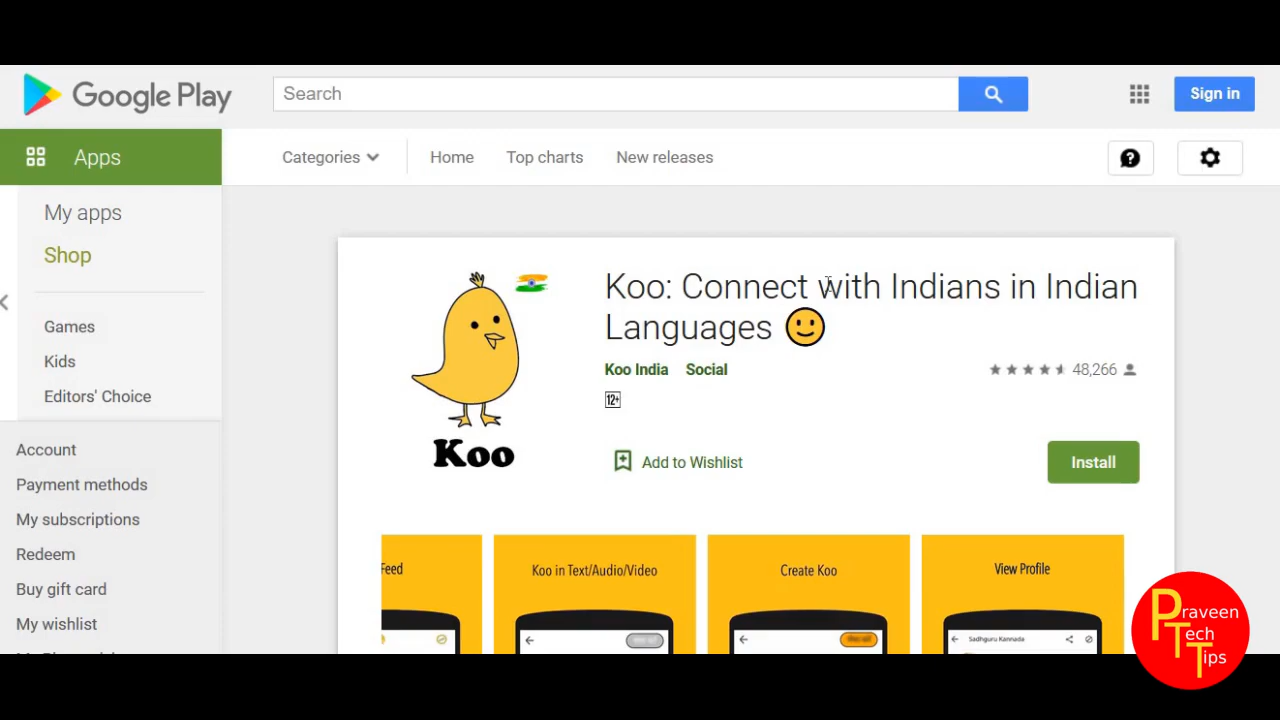 Google Play
Search
Sign in
Apps
Categories
Home
Top charts
New releases
My apps
Shop
Games
Kids
Editors' Choice
Account
Payment methods
My subscriptions
Redeem
Buy gift card
My wishlist
Koo
Koo: Connect with Indians in Indian
Languages
Koo India Social
48,266
12+
Add to Wishlist
Install
Feed
Koo in Text/Audio/Video
Create Koo
View Profile
Sadhguru Kannada
Praveen
Tech
Tips